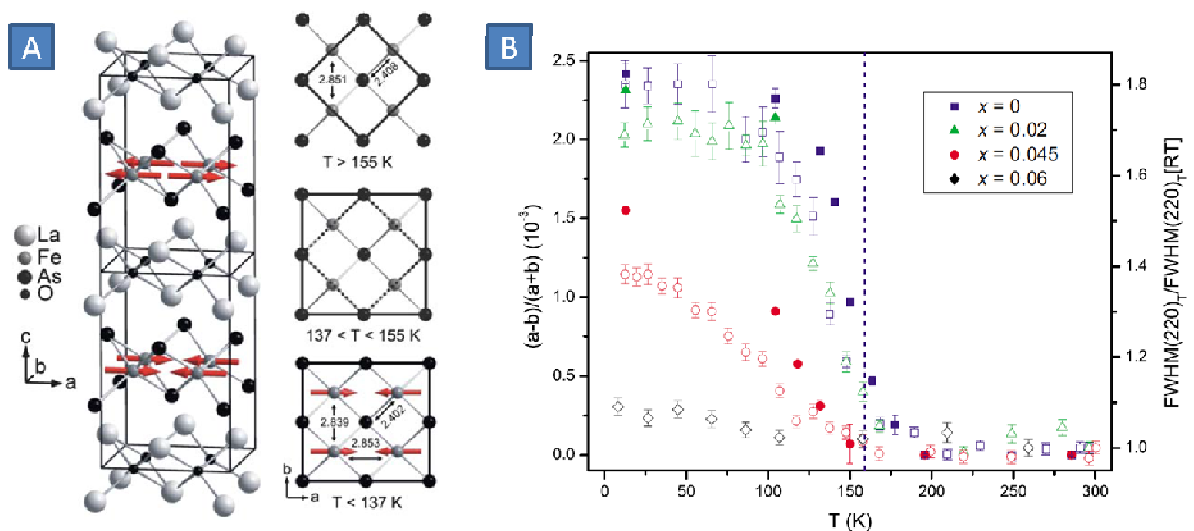 A
La
Fe
As
O
c
b
a
2.851
2.408
T > 155 K
137 < T < 155 K
2.639
2.402
2.853
b
a
T < 137 K
B
2.5
2.0
1.5
1.0
0.5
0.0
(a-b)/(a+b) (10⁻³)
x = 0
x = 0.02
x = 0.045
x = 0.06
1.8
1.6
1.4
1.2
1.0
FWHM(220)T/FWHM(220)T[RT]
0 50 100 150 200 250 300
T (K)